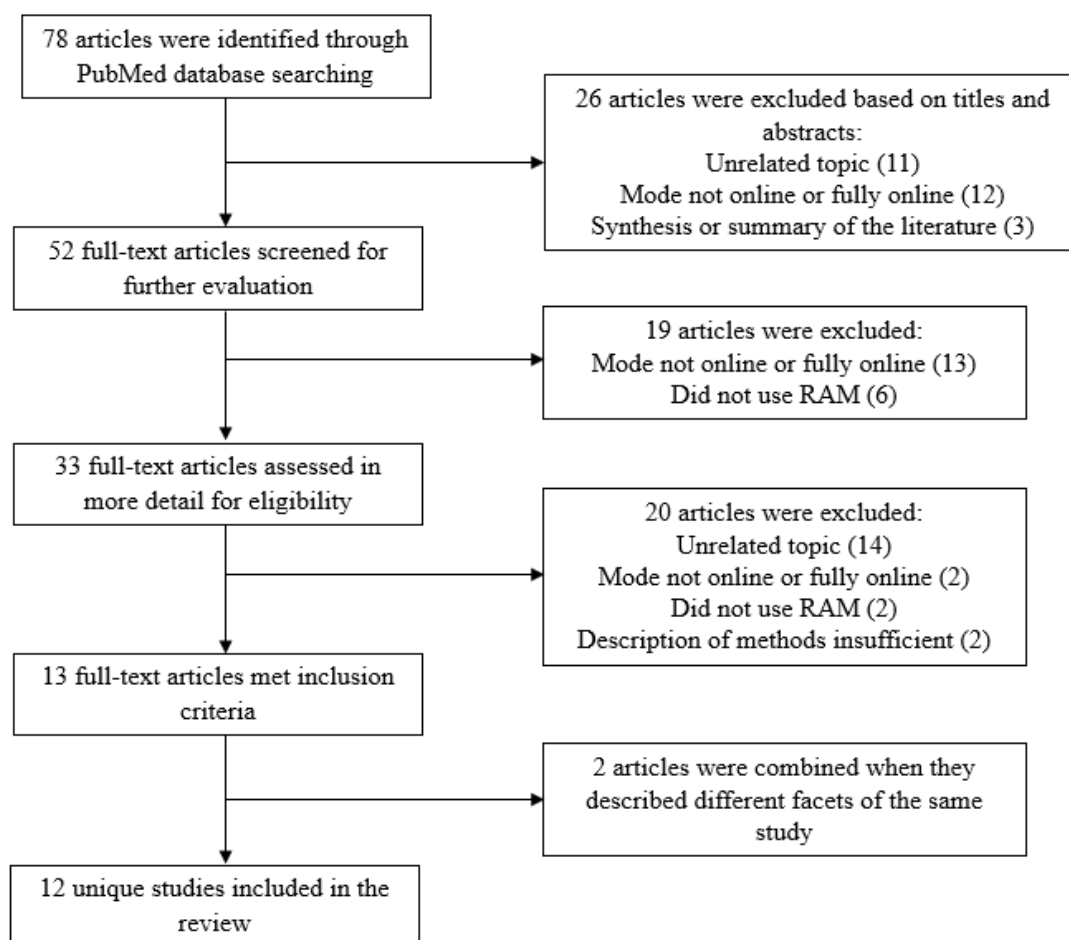 78 articles were identified through
PubMed database searching
26 articles were excluded based on titles and
abstracts:
Unrelated topic (11)
Mode not online or fully online (12)
Synthesis or summary of the literature (3)
52 full-text articles screened for
further evaluation
19 articles were excluded:
Mode not online or fully online (13)
Did not use RAM (6)
33 full-text articles assessed in
more detail for eligibility
20 articles were excluded:
Unrelated topic (14)
Mode not online or fully online (2)
Did not use RAM (2)
Description of methods insufficient (2)
13 full-text articles met inclusion
criteria
2 articles were combined when they
described different facets of the same
study
12 unique studies included in the
review